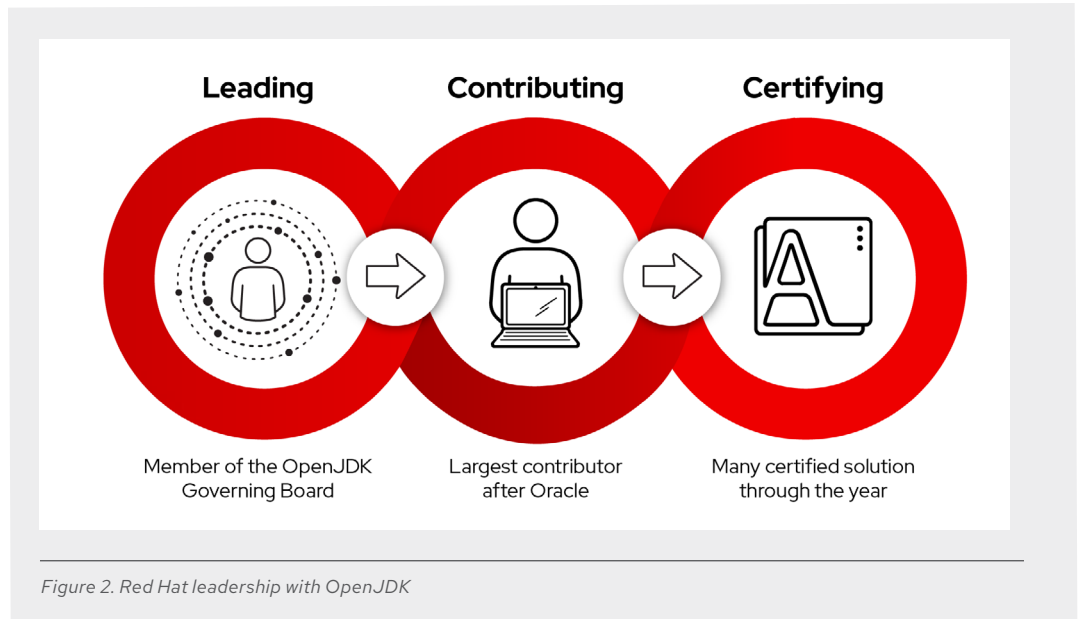 Leading
Contributing
Certifying
Member of the OpenJDK
Governing Board
Largest contributor
after Oracle
Many certified solution
through the year
Figure 2. Red Hat leadership with OpenJDK